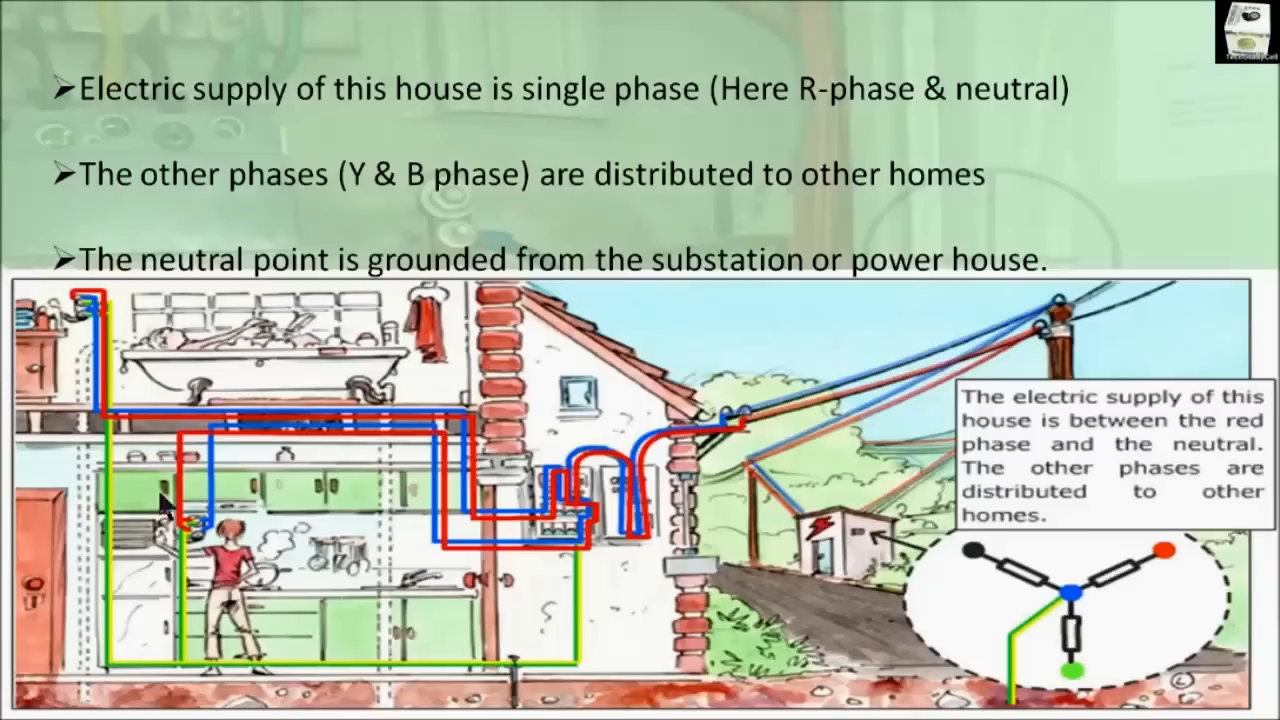 ➢Electric supply of this house is single phase (Here R-phase & neutral)
➢The other phases (Y & B phase) are distributed to other homes
➢The neutral point is grounded from the substation or power house.
The electric supply of this
house is between the red
phase and the neutral.
The other phases are
distributed to other
homes.